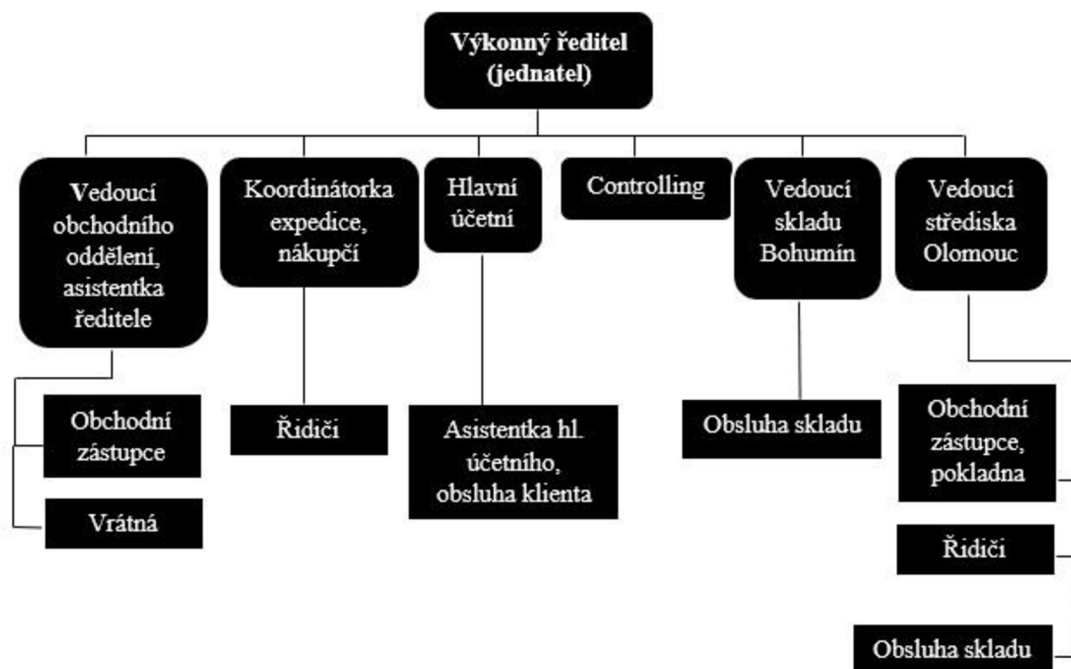 Výkonný ředitel
(jednatel)
Vedoucí
obchodního
oddělení,
asistentka
ředitele
Koordinátorka
expedice,
nákupčí
Hlavní
účetní
Controlling
Vedoucí
skladu
Bohumín
Vedoucí
střediska
Olomouc
Obchodní
zástupce
Vrátná
Řidiči
Asistentka hl.
účetního,
obsluha klienta
Obsluha skladu
Obchodní
zástupce,
pokladna
Řidiči
Obsluha skladu